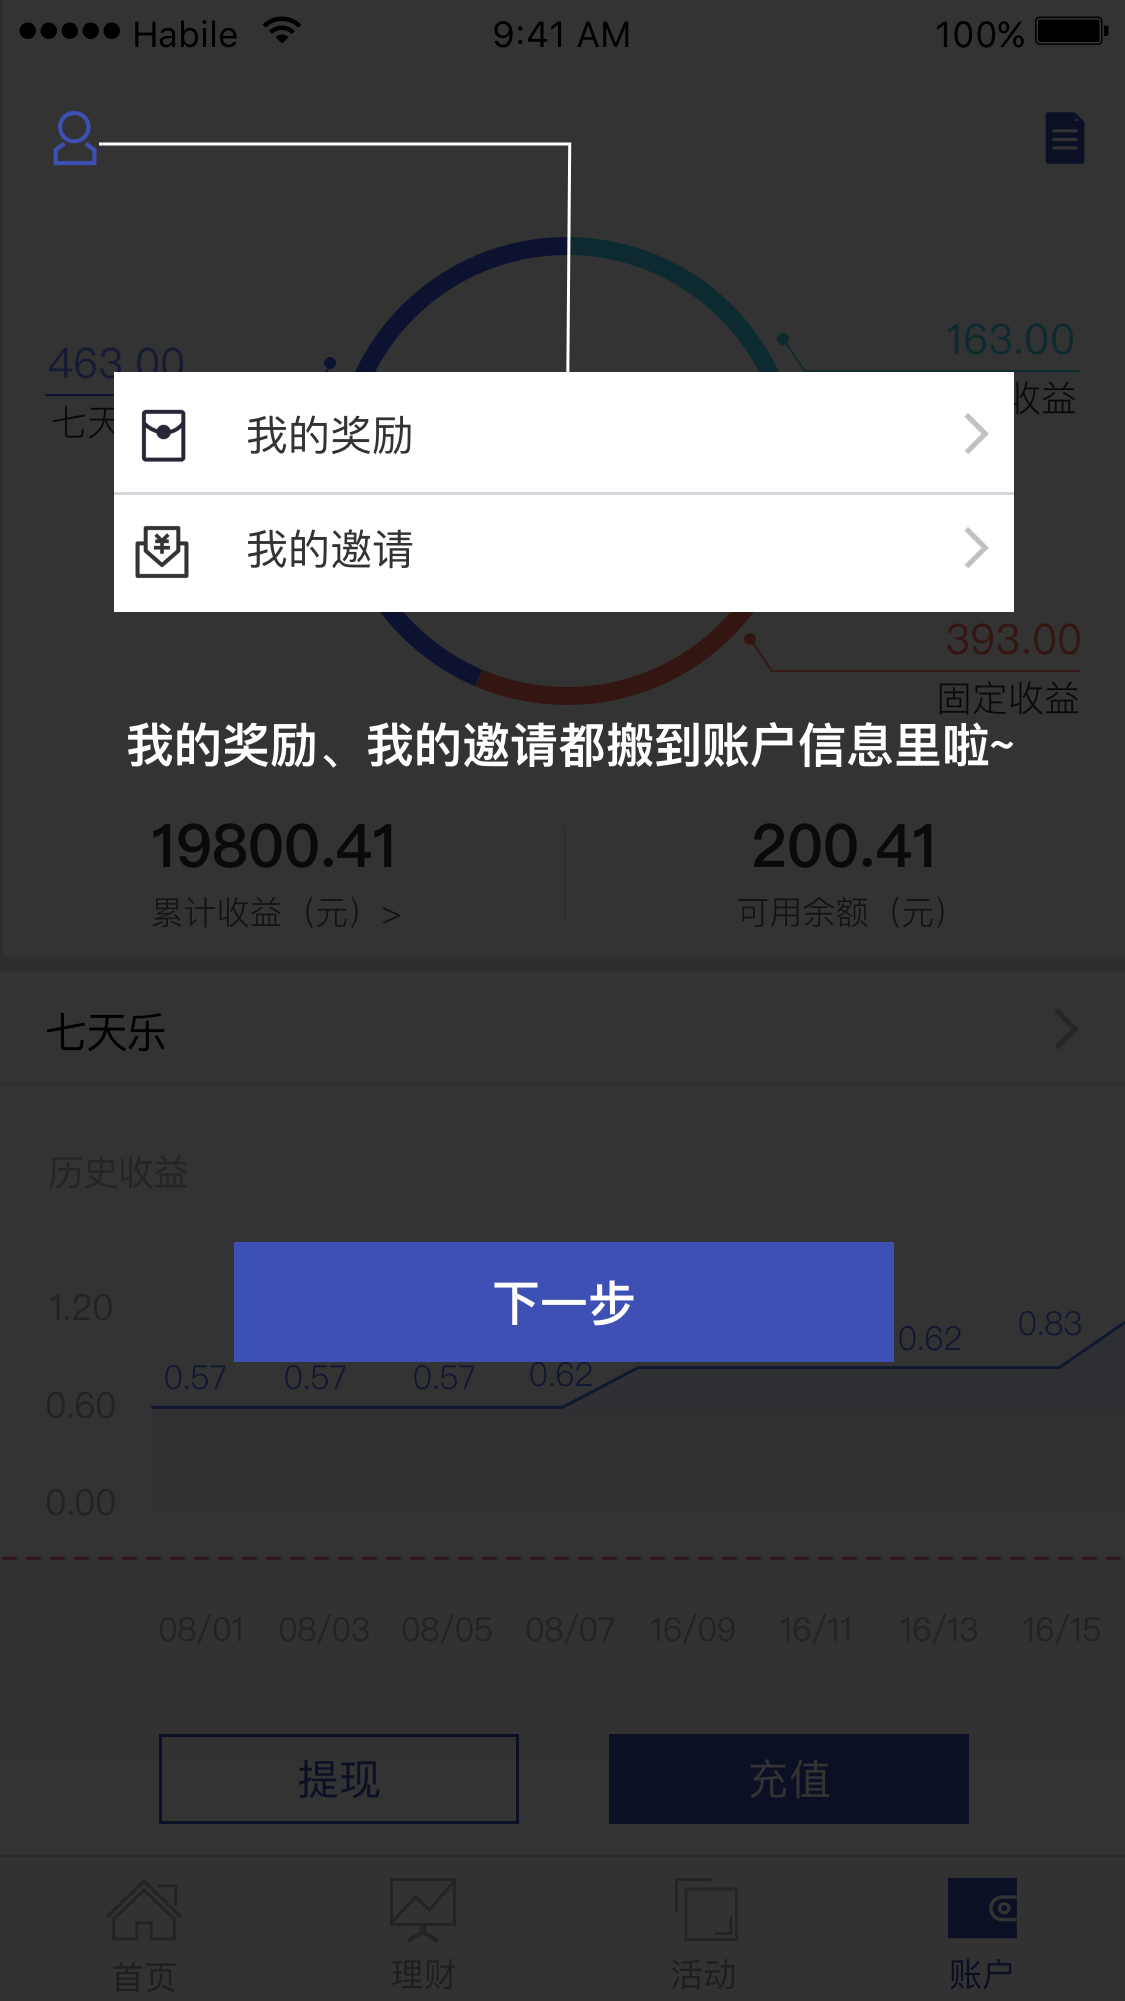 Habile 9:41 AM 100%
463.00
163.00
七天
收益
我的奖励
我的邀请
393.00
固定收益
我的奖励、我的邀请都搬到账户信息里啦~
19800.41 200.41
累计收益（元）> 可用余额（元）
七天乐
历史收益
下一步
1.20
0.57 0.57 0.57 0.62 0.62 0.83
0.60
0.00
08/01 08/03 08/05 08/07 16/09 16/11 16/13 16/15
提现 充值
首页 理财 活动 账户